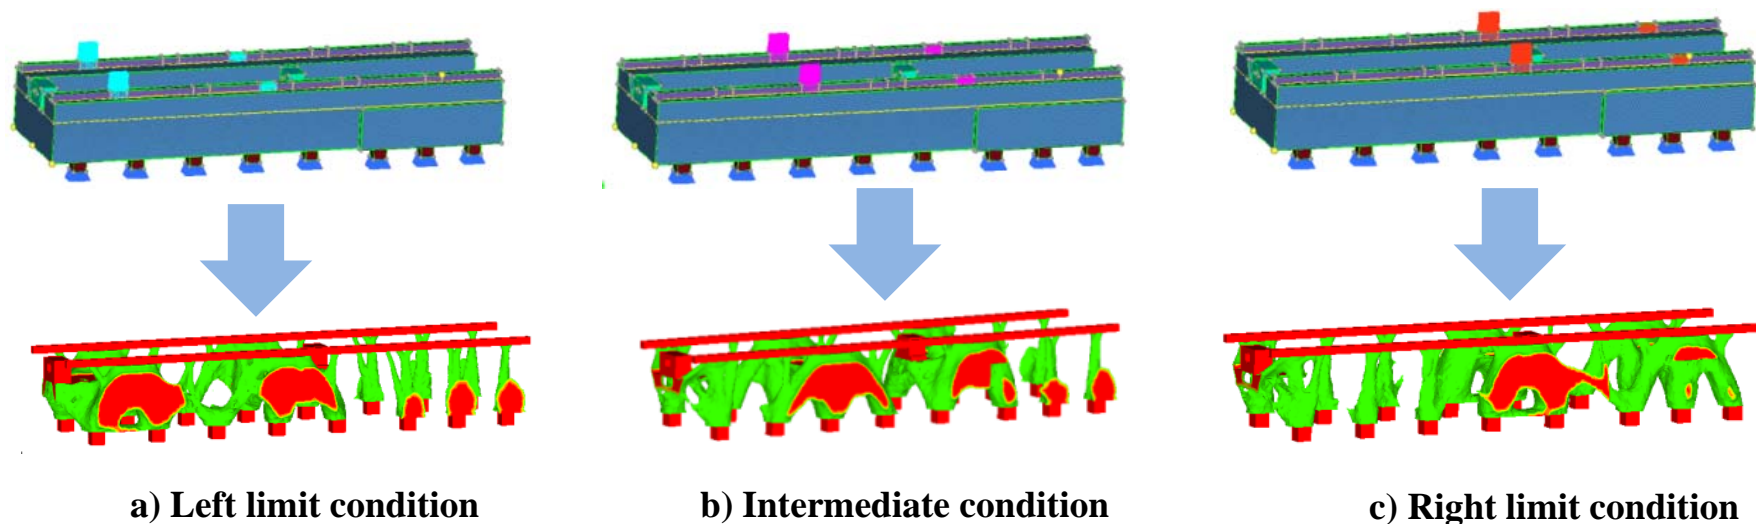 a) Left limit condition
b) Intermediate condition
c) Right limit condition